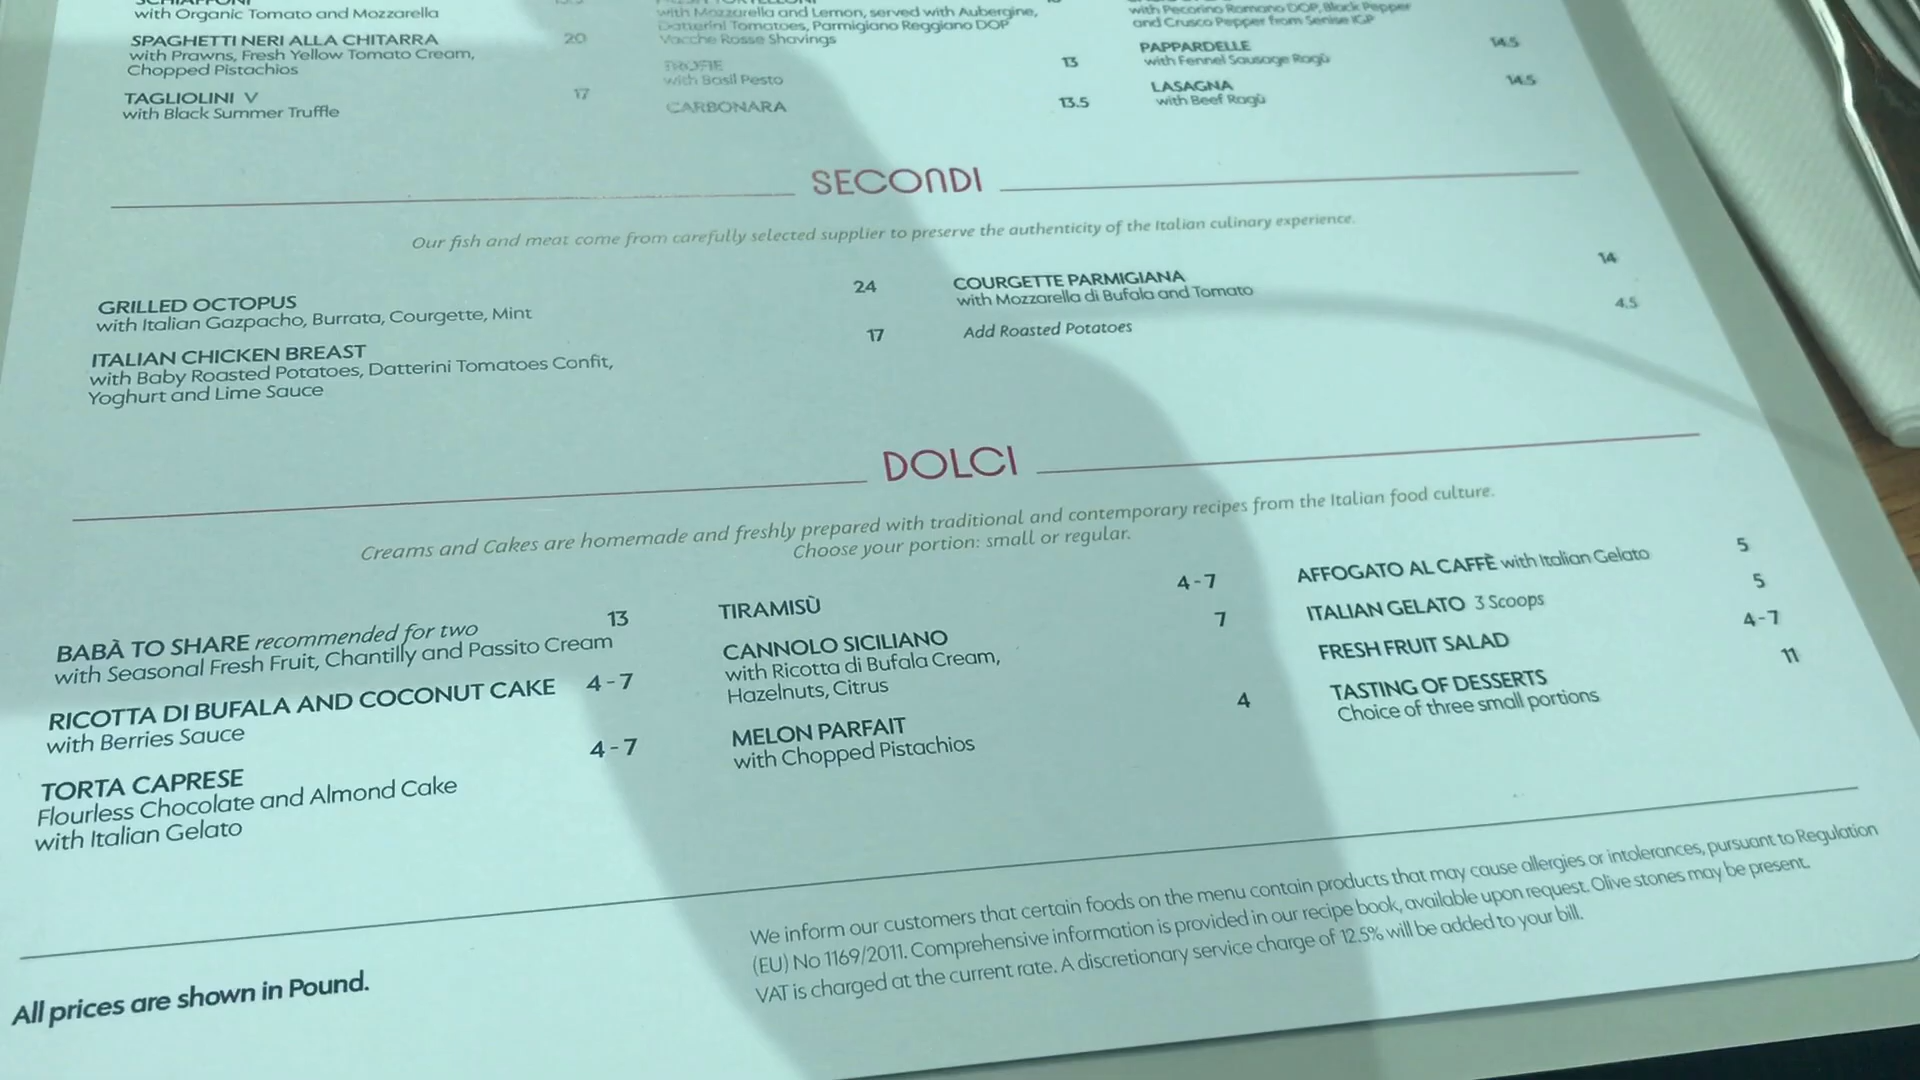 with Organic Tomato and Mozzarella
SPAGHETTI NERI ALLA CHITARRA 20
with Prawns, Fresh Yellow Tomato Cream,
Chopped Pistachios
TAGLIOLINI V 17
with Black Summer Truffle
with Mozzarella and Lemon, served with Aubergine,
Datterini Tomatoes, Parmigiano Reggiano DOP
Vacche Rosse Shavings
TROFIE 13
with Basil Pesto
CARBONARA 13.5
with Pecorino Romano DOP, Black Pepper
and Crusco Pepper from Senise IGP
PAPPARDELLE 14.5
with Fennel Sausage Ragù
LASAGNA 14.5
with Beef Ragù
SECONDI
Our fish and meat come from carefully selected supplier to preserve the authenticity of the Italian culinary experience.
GRILLED OCTOPUS 24
with Italian Gazpacho, Burrata, Courgette, Mint
ITALIAN CHICKEN BREAST 17
with Baby Roasted Potatoes, Datterini Tomatoes Confit,
Yoghurt and Lime Sauce
COURGETTE PARMIGIANA 14
with Mozzarella di Bufala and Tomato
Add Roasted Potatoes 4.5
DOLCI
Creams and Cakes are homemade and freshly prepared with traditional and contemporary recipes from the Italian food culture.
Choose your portion: small or regular.
BABÀ TO SHARE recommended for two 13
with Seasonal Fresh Fruit, Chantilly and Passito Cream
RICOTTA DI BUFALA AND COCONUT CAKE 4-7
with Berries Sauce
TORTA CAPRESE 4-7
Flourless Chocolate and Almond Cake
with Italian Gelato
TIRAMISÙ 4-7
CANNOLO SICILIANO 7
with Ricotta di Bufala Cream,
Hazelnuts, Citrus
MELON PARFAIT 4
with Chopped Pistachios
AFFOGATO AL CAFFÈ with Italian Gelato 5
ITALIAN GELATO 3 Scoops 5
FRESH FRUIT SALAD 4-7
TASTING OF DESSERTS 11
Choice of three small portions
All prices are shown in Pound.
We inform our customers that certain foods on the menu contain products that may cause allergies or intolerances, pursuant to Regulation
(EU) No 1169/2011. Comprehensive information is provided in our recipe book, available upon request. Olive stones may be present.
VAT is charged at the current rate. A discretionary service charge of 12.5% will be added to your bill.